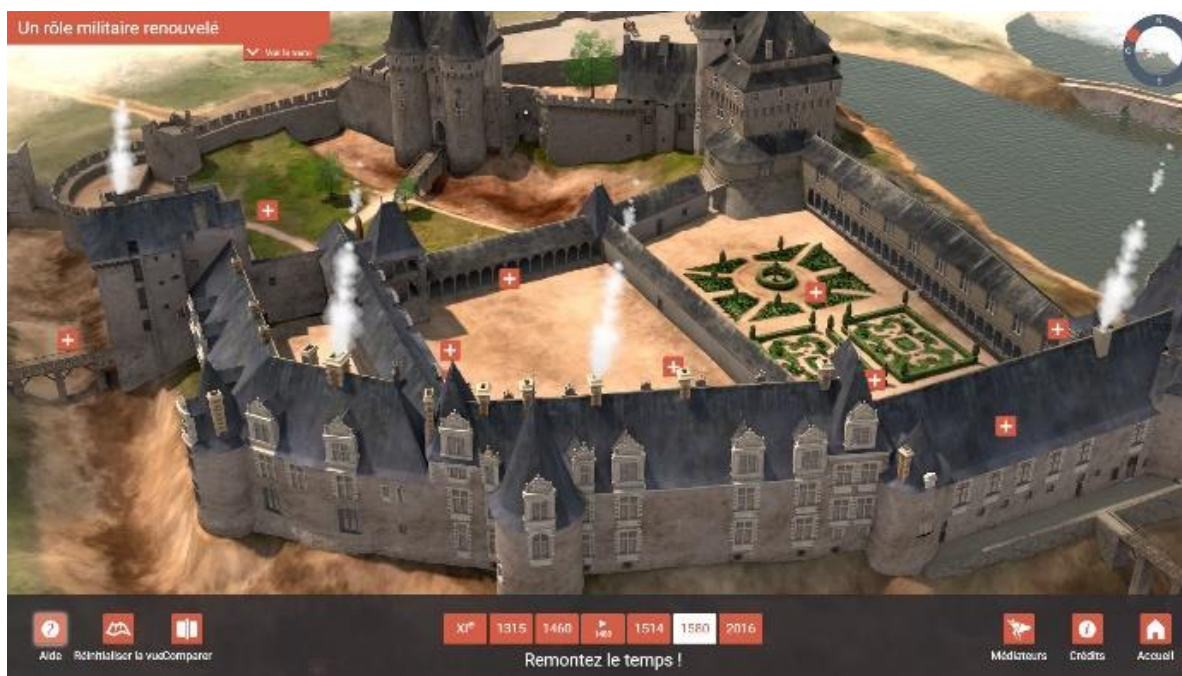 Un rôle militaire renouvelé
Voir le menu
N
O
S
XIᵉ
1315
1460
1480
1514
1580
2016
Aide
Réinitialiser la vue
Comparer
Remontez le temps !
Médiateurs
Crédits
Accueil